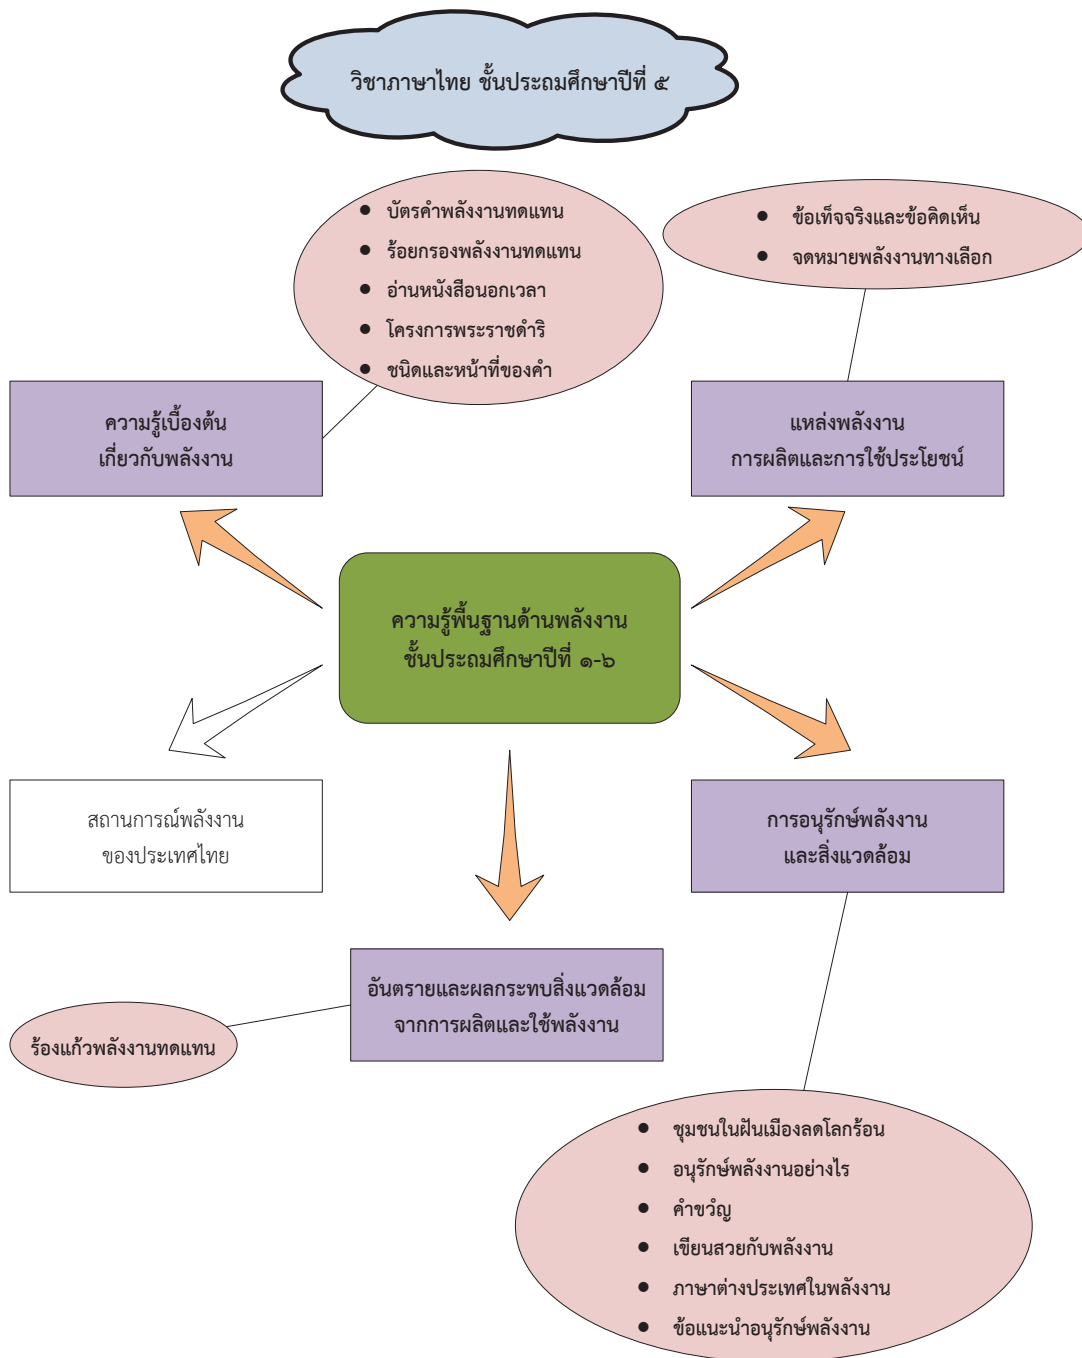 วิชาภาษาไทย ชั้นประถมศึกษาปีที่ ๕
● บัตรคำพลังงานทดแทน
● ร้อยกรองพลังงานทดแทน
● อ่านหนังสือนอกเวลา
● โครงการพระราชดำริ
● ชนิดและหน้าที่ของคำ
● ข้อเท็จจริงและข้อคิดเห็น
● จดหมายพลังงานทางเลือก
ความรู้เบื้องต้น
เกี่ยวกับพลังงาน
แหล่งพลังงาน
การผลิตและการใช้ประโยชน์
ความรู้พื้นฐานด้านพลังงาน
ชั้นประถมศึกษาปีที่ ๑-๖
สถานการณ์พลังงาน
ของประเทศไทย
การอนุรักษ์พลังงาน
และสิ่งแวดล้อม
อันตรายและผลกระทบสิ่งแวดล้อม
จากการผลิตและใช้พลังงาน
ร้องแก้วพลังงานทดแทน
● ชุมชนในฝันเมืองลดโลกร้อน
● อนุรักษ์พลังงานอย่างไร
● คำขวัญ
● เขียนสวยกับพลังงาน
● ภาษาต่างประเทศในพลังงาน
● ข้อแนะนำอนุรักษ์พลังงาน